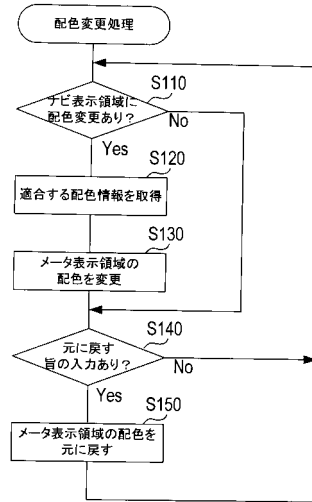 配色変更処理
S110
ナビ表示領域に
配色変更あり?
No
Yes
S120
適合する配色情報を取得
S130
メータ表示領域の
配色を変更
S140
元に戻す
旨の入力あり?
No
Yes
S150
メータ表示領域の配色を
元に戻す